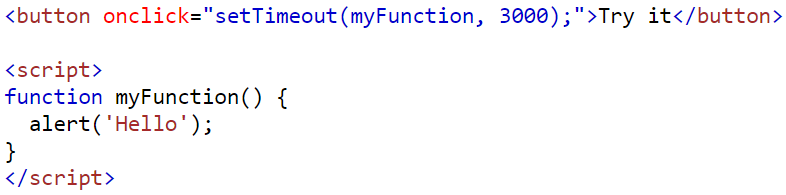 <button onclick="setTimeout(myFunction, 3000);">Try it</button>

<script>
function myFunction() {
  alert('Hello');
}
</script>